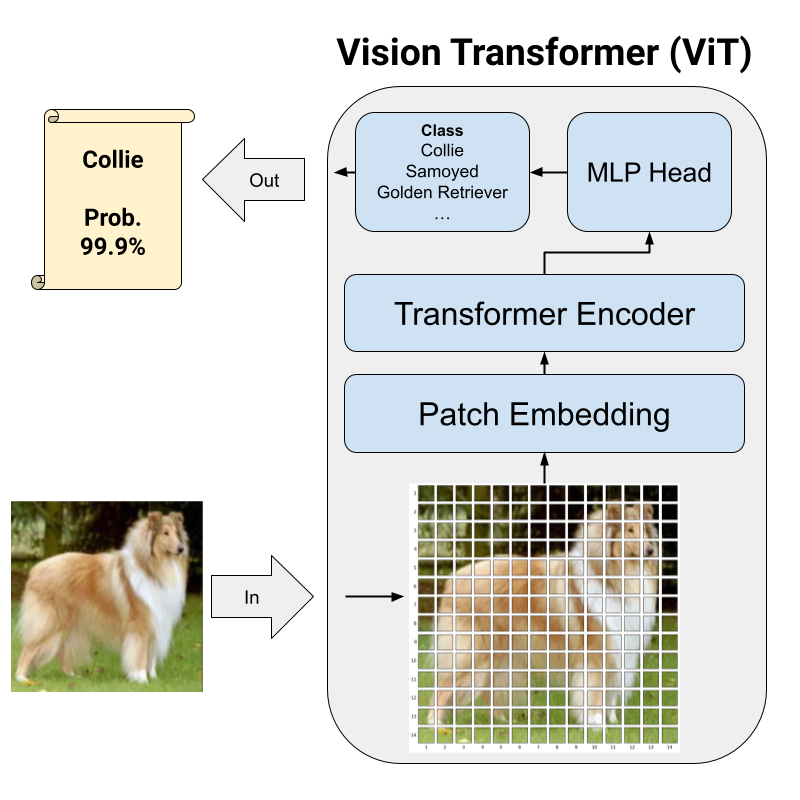 Vision Transformer (ViT)
Collie
Prob.
99.9%
Out
Class
Collie
Samoyed
Golden Retriever
...
MLP Head
Transformer Encoder
Patch Embedding
In
1
2
3
4
5
6
7
8
9
10
11
12
13
14
1 2 3 4 5 6 7 8 9 10 11 12 13 14